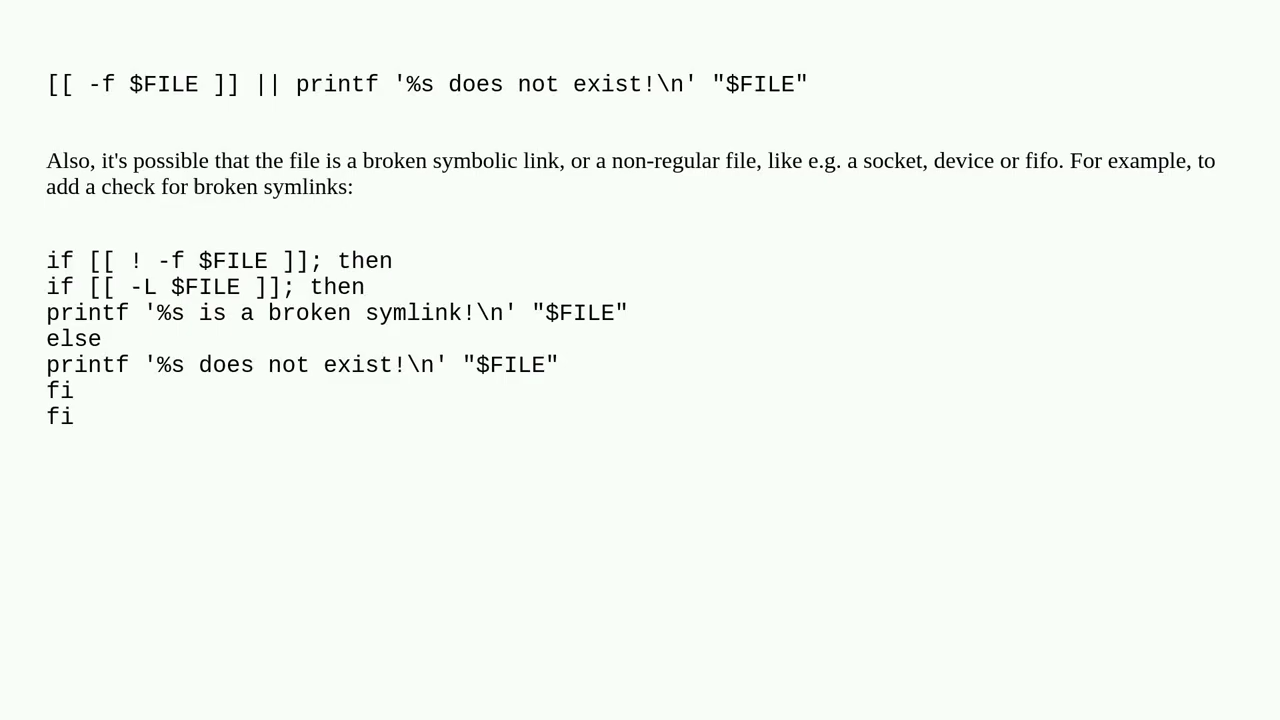 [[ -f $FILE ]] || printf '%s does not exist!\n' "$FILE"
Also, it's possible that the file is a broken symbolic link, or a non-regular file, like e.g. a socket, device or fifo. For example, to
add a check for broken symlinks:
if [[ ! -f $FILE ]]; then
if [[ -L $FILE ]]; then
printf '%s is a broken symlink!\n' "$FILE"
else
printf '%s does not exist!\n' "$FILE"
fi
fi